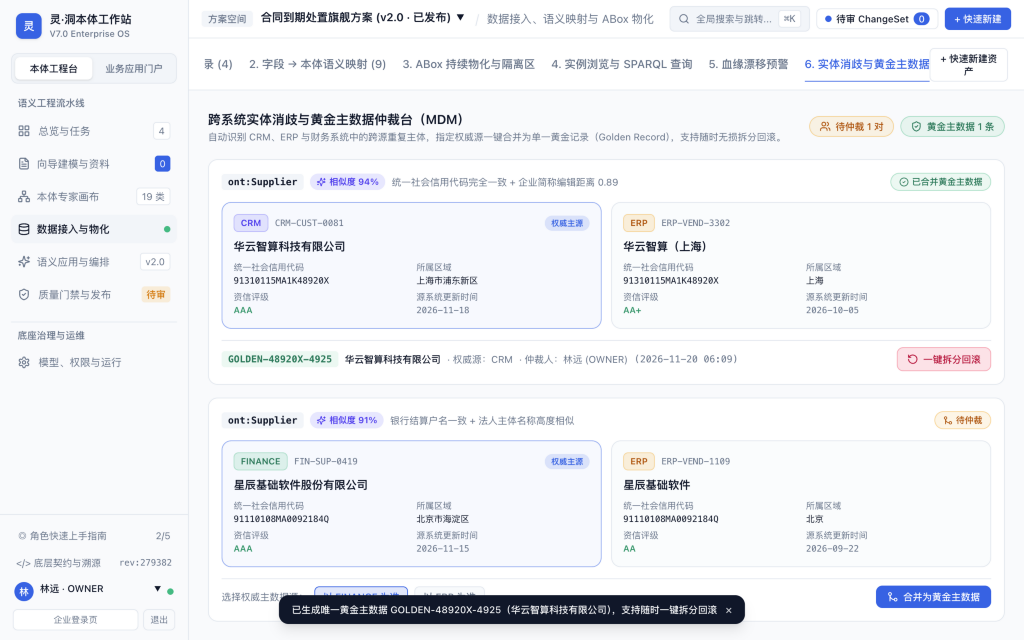 灵
灵·洞本体工作站
V7.0 Enterprise OS
本体工程台
业务应用门户
语义工程流水线
总览与任务
4
向导建模与资料
0
本体专家画布
19 类
数据接入与物化
语义应用与编排
v2.0
质量门禁与发布
待审
底座治理与运维
模型、权限与运行
◎ 角色快速上手指南
2/5
</> 底层契约与溯源
rev:279382
林
林远 · OWNER
▼
企业登录页
退出
方案空间
合同到期处置旗舰方案 (v2.0 · 已发布) ▼
/ 数据接入、语义映射与 ABox 物化
全局搜索与跳转...
⌘K
待审 ChangeSet
0
+ 快速新建
录 (4)
2. 字段 → 本体语义映射 (9)
3. ABox 持续物化与隔离区
4. 实例浏览与 SPARQL 查询
5. 血缘漂移预警
6. 实体消歧与黄金主数据
+ 快速新建资
产
跨系统实体消歧与黄金主数据仲裁台（MDM）
自动识别 CRM、ERP 与财务系统中的跨源重复主体，指定权威源一键合并为单一黄金记录（Golden Record），支持随时无损拆分回滚。
待仲裁 1 对
黄金主数据 1 条
ont:Supplier
相似度 94%
统一社会信用代码完全一致 + 企业简称编辑距离 0.89
已合并黄金主数据
CRM
CRM-CUST-0081
权威主源
华云智算科技有限公司
统一社会信用代码
所属区域
91310115MA1K48920X
上海市浦东新区
资信评级
源系统更新时间
AAA
2026-11-18
ERP
ERP-VEND-3302
华云智算（上海）
统一社会信用代码
所属区域
91310115MA1K48920X
上海
资信评级
源系统更新时间
AA+
2026-10-05
GOLDEN-48920X-4925
华云智算科技有限公司
· 权威源：CRM · 仲裁人：林远 (OWNER) (2026-11-20 06:09)
一键拆分回滚
ont:Supplier
相似度 91%
银行结算户名一致 + 法人主体名称高度相似
待仲裁
FINANCE
FIN-SUP-0419
权威主源
星辰基础软件股份有限公司
统一社会信用代码
所属区域
91110108MA0092184Q
北京市海淀区
资信评级
源系统更新时间
AAA
2026-11-15
ERP
ERP-VEND-1109
星辰基础软件
统一社会信用代码
所属区域
91110108MA0092184Q
北京
资信评级
源系统更新时间
AA
2026-09-22
选择权威主数据源：
合并为黄金主数据
已生成唯一黄金主数据 GOLDEN-48920X-4925（华云智算科技有限公司），支持随时一键拆分回滚
×